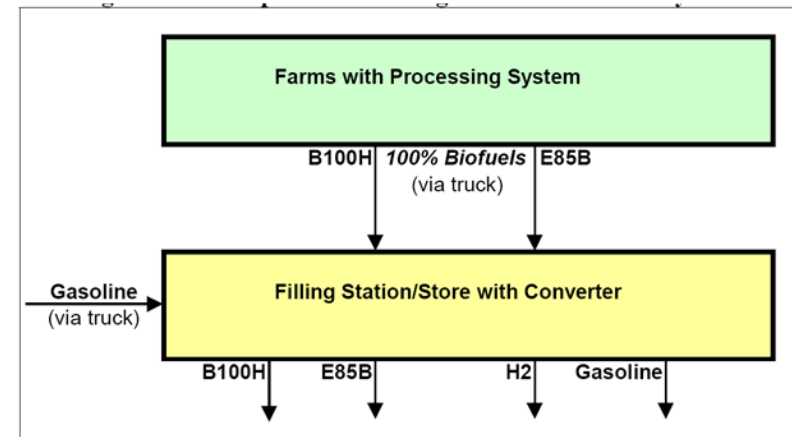 Farms with Processing System
B100H 100% Biofuels E85B
(via truck)
Gasoline
(via truck)
Filling Station/Store with Converter
B100H E85B H2 Gasoline